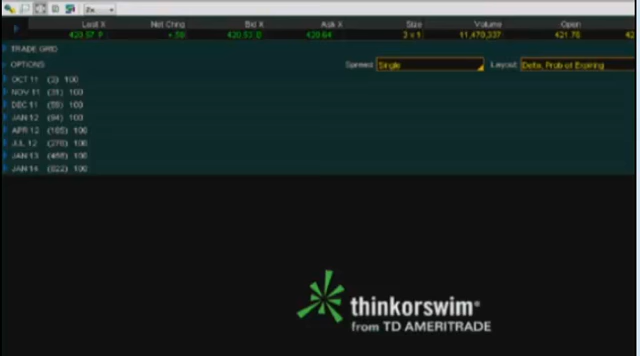 Last X Net Chng Bid X Ask X Size Volume Open
420.57 P +.58 420.53 Q 420.64 3 x 1 11,470,337 421.76
TRADE GRID
OPTIONS Spread: Single Layout: Delta, Prob of Expiring
OCT 11 (3) 100
NOV 11 (31) 100
DEC 11 (59) 100
JAN 12 (94) 100
APR 12 (185) 100
JUL 12 (276) 100
JAN 13 (458) 100
JAN 14 (822) 100
thinkorswim®
from TD AMERITRADE